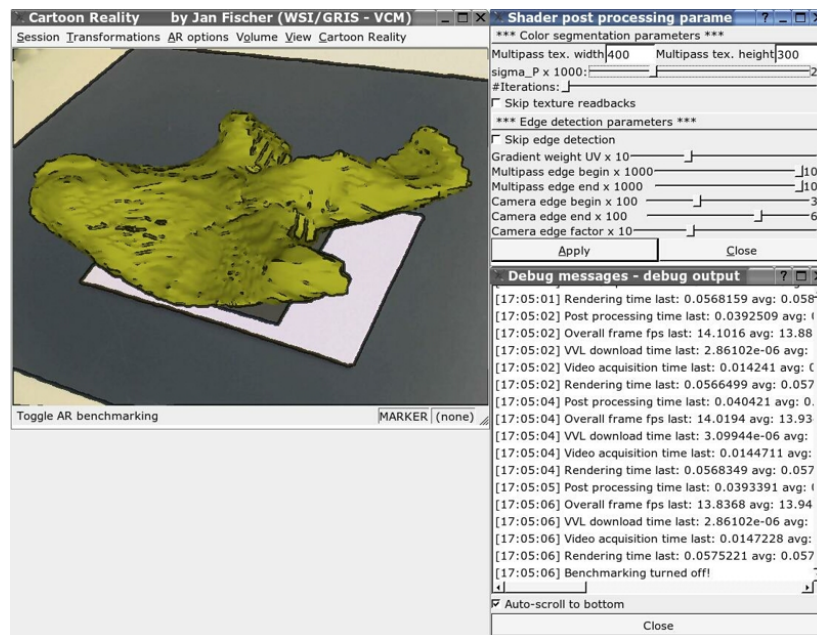 Cartoon Reality by Jan Fischer (WSI/GRIS - VCM)
Session Transformations AR options Volume View Cartoon Reality
Toggle AR benchmarking MARKER (none)
Shader post processing parame
*** Color segmentation parameters ***
Multipass tex. width 400 Multipass tex. height 300
sigma_P x 1000: 2
#Iterations:
Skip texture readbacks
*** Edge detection parameters ***
Skip edge detection
Gradient weight UV x 10
Multipass edge begin x 1000 10
Multipass edge end x 1000 10
Camera edge begin x 100 3
Camera edge end x 100 6
Camera edge factor x 10
Apply Close
Debug messages - debug output
[17:05:01] Rendering time last: 0.0568159 avg: 0.058
[17:05:02] Post processing time last: 0.0392509 avg: (
[17:05:02] Overall frame fps last: 14.1016 avg: 13.88
[17:05:02] VVL download time last: 2.86102e-06 avg:
[17:05:02] Video acquisition time last: 0.014241 avg: 0
[17:05:02] Rendering time last: 0.0566499 avg: 0.057
[17:05:04] Post processing time last: 0.040421 avg: 0.
[17:05:04] Overall frame fps last: 14.0194 avg: 13.93
[17:05:04] VVL download time last: 3.09944e-06 avg:
[17:05:04] Video acquisition time last: 0.0144711 avg:
[17:05:04] Rendering time last: 0.0568349 avg: 0.057
[17:05:05] Post processing time last: 0.0393391 avg: (
[17:05:06] Overall frame fps last: 13.8368 avg: 13.94
[17:05:06] VVL download time last: 2.86102e-06 avg:
[17:05:06] Video acquisition time last: 0.0147228 avg:
[17:05:06] Rendering time last: 0.0575221 avg: 0.057
[17:05:06] Benchmarking turned off!
Auto-scroll to bottom
Close